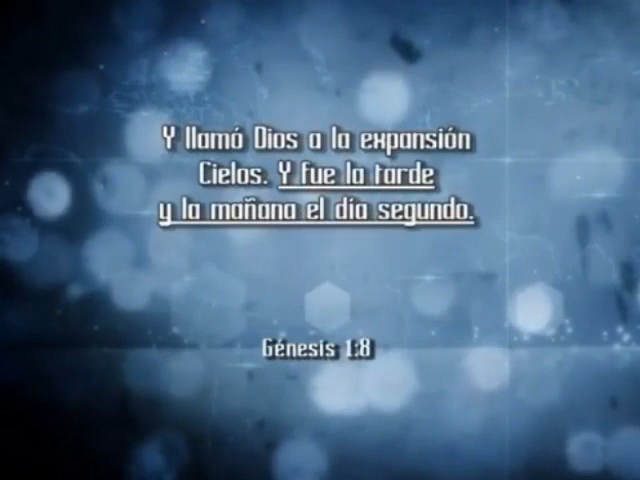 Y llamó Dios a la expansión
Cielos. Y fue la tarde
y la mañana el día segundo.
Génesis 1:8